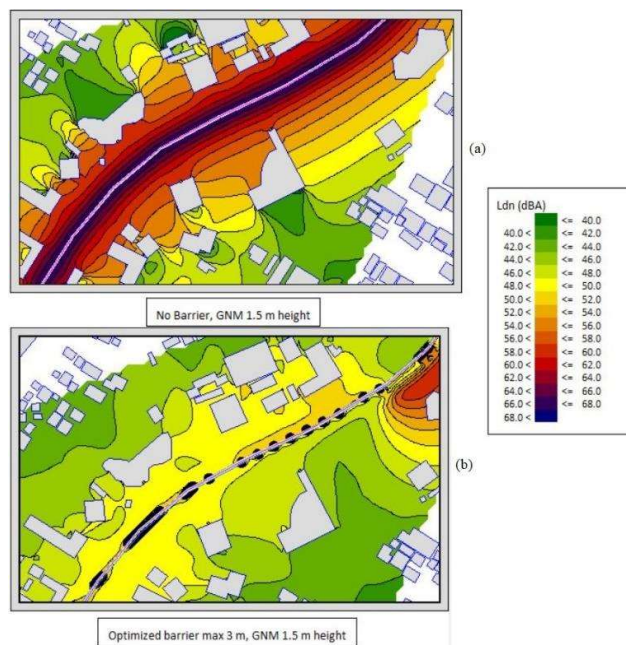 (a)
No Barrier, GNM 1.5 m height
Ldn (dBA)
<= 40.0
40.0 < <= 42.0
42.0 < <= 44.0
44.0 < <= 46.0
46.0 < <= 48.0
48.0 < <= 50.0
50.0 < <= 52.0
52.0 < <= 54.0
54.0 < <= 56.0
56.0 < <= 58.0
58.0 < <= 60.0
60.0 < <= 62.0
62.0 < <= 64.0
64.0 < <= 66.0
66.0 < <= 68.0
68.0 <
(b)
Optimized barrier max 3 m, GNM 1.5 m height